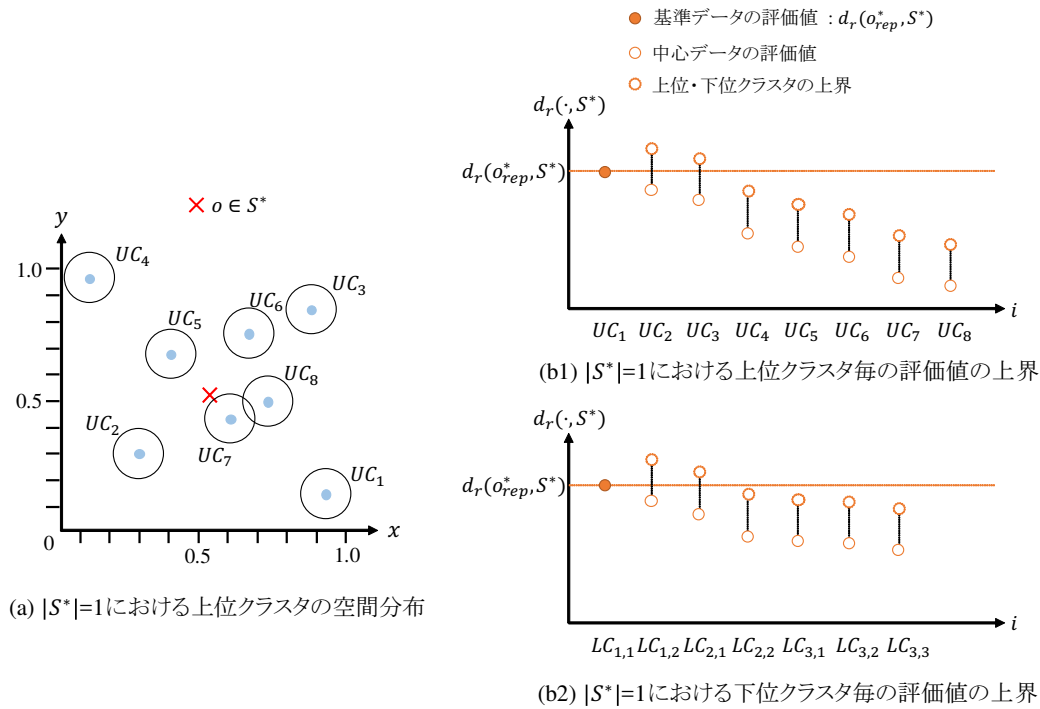 基準データの評価値 : $d_r(o^*_{rep}, S^*)$
中心データの評価値
上位・下位クラスタの上界
$o \in S^*$
$y$
1.0
0.5
0
0.5
1.0
$x$
$UC_4$
$UC_3$
$UC_6$
$UC_5$
$UC_8$
$UC_2$
$UC_7$
$UC_1$
(a) $|S^*|$=1における上位クラスタの空間分布
$d_r(\cdot, S^*)$
$d_r(o^*_{rep}, S^*)$
$i$
$UC_1$ $UC_2$ $UC_3$ $UC_4$ $UC_5$ $UC_6$ $UC_7$ $UC_8$
(b1) $|S^*|$=1における上位クラスタ毎の評価値の上界
$d_r(\cdot, S^*)$
$d_r(o^*_{rep}, S^*)$
$i$
$LC_{1,1}$ $LC_{1,2}$ $LC_{2,1}$ $LC_{2,2}$ $LC_{3,1}$ $LC_{3,2}$ $LC_{3,3}$
(b2) $|S^*|$=1における下位クラスタ毎の評価値の上界